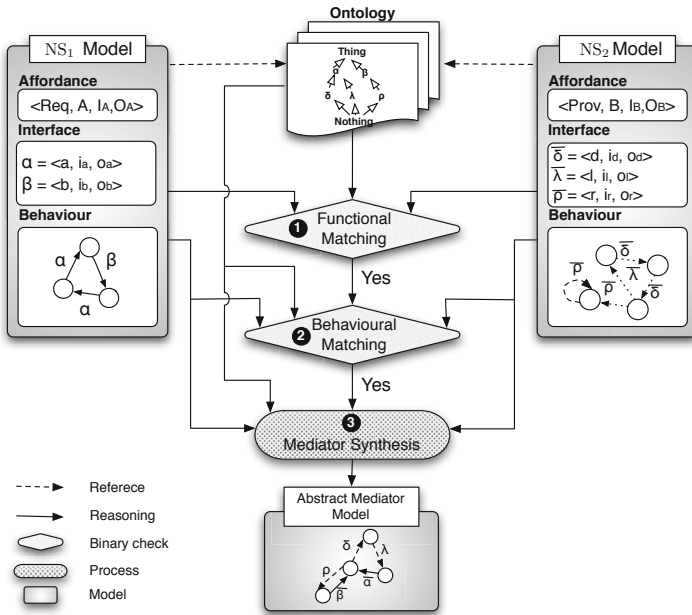 NS₁ Model
Affordance
<Req, A, IA,OA>
Interface
α = <a, ia, oa>
β = <b, ib, ob>
Behaviour
α
β
α
Ontology
Thing
α
β
δ
λ
ρ
Nothing
NS₂ Model
Affordance
<Prov, B, IB,OB>
Interface
δ̅ = <d, id, od>
λ̅ = <l, il, ol>
ρ̅ = <r, ir, or>
Behaviour
δ̅
λ̅
ρ̅
ρ̅
δ̅
1
Functional
Matching
Yes
2
Behavioural
Matching
Yes
3
Mediator Synthesis
Abstract Mediator
Model
δ
λ
ρ
α̅
β̅
Referece
Reasoning
Binary check
Process
Model